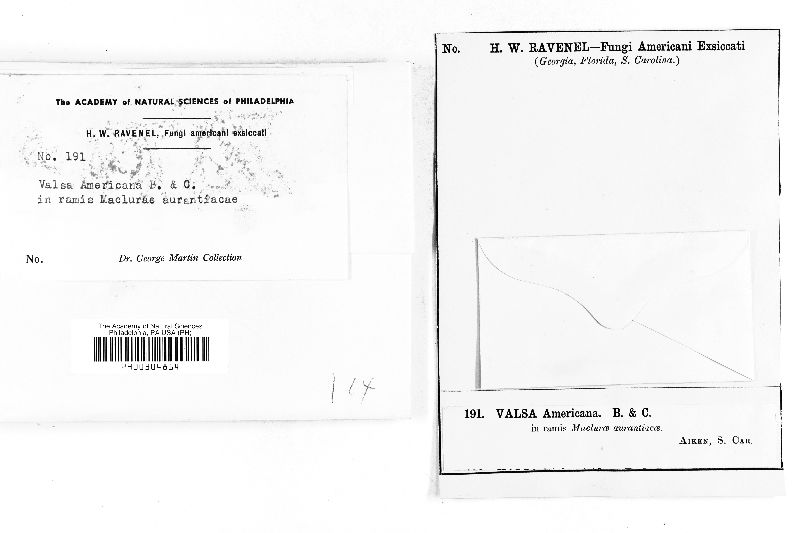 The ACADEMY of NATURAL SCIENCES of PHILADELPHIA
H. W. RAVENEL, Fungi americani exsiccati
No. 191
Valsa Americana B. & C.
in ramis Macluras aurantiacae
No. Dr. George Martin Collection
The Academy of Natural Sciences
Philadelphia, PA USA (PH)
PH00304654
114
No. H. W. RAVENEL—Fungi Americani Exsiccati
(Georgia, Florida, S. Carolina.)
191. VALSA Americana. B. & C.
in ramis Macluræ aurantiacæ.
AIKEN, S. CAR.